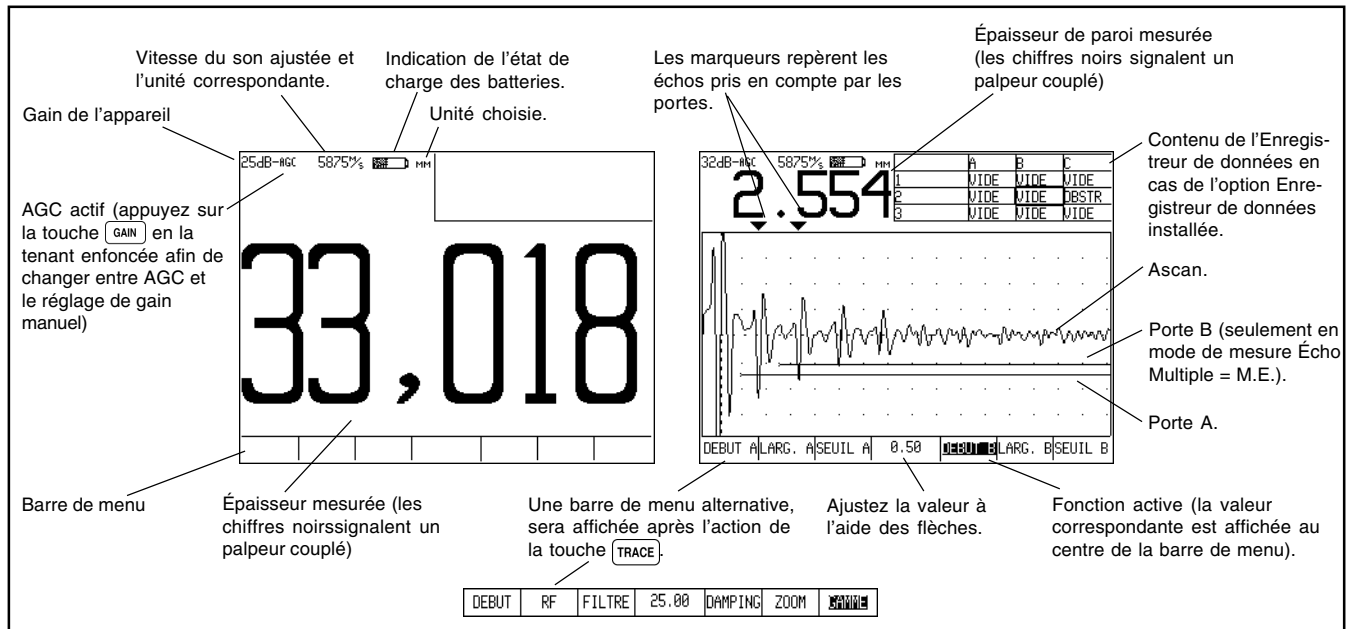 Vitesse du son ajustée et
l'unité correspondante.
Indication de l'état de
charge des batteries.
Les marqueurs repèrent les
échos pris en compte par les
portes.
Épaisseur de paroi mesurée
(les chiffres noirs signalent un
palpeur couplé)
Gain de l'appareil
Unité choisie.
25dB-AGC 5875M/s MM
AGC actif (appuyez sur
la touche GAIN en la
tenant enfoncée afin de
changer entre AGC et
le réglage de gain
manuel)
33,018
32dB-AGC 5875M/s MM
2.554
A B C
1 VIDE VIDE VIDE
2 VIDE VIDE OBSTR
3 VIDE VIDE VIDE
Contenu de l'Enregis-
treur de données en
cas de l'option Enre-
gistreur de données
installée.
Ascan.
Porte B (seulement en
mode de mesure Écho
Multiple = M.E.).
Porte A.
DEBUT A LARG. A SEUIL A 0.50 DEBUT B LARG. B SEUIL B
Barre de menu
Épaisseur mesurée (les
chiffres noirssignalent un
palpeur couplé)
Une barre de menu alternative,
sera affichée après l'action de
la touche TRACE.
Ajustez la valeur à
l'aide des flèches.
Fonction active (la valeur
correspondante est affichée au
centre de la barre de menu).
DEBUT RF FILTRE 25.00 DAMPING ZOOM GAMME